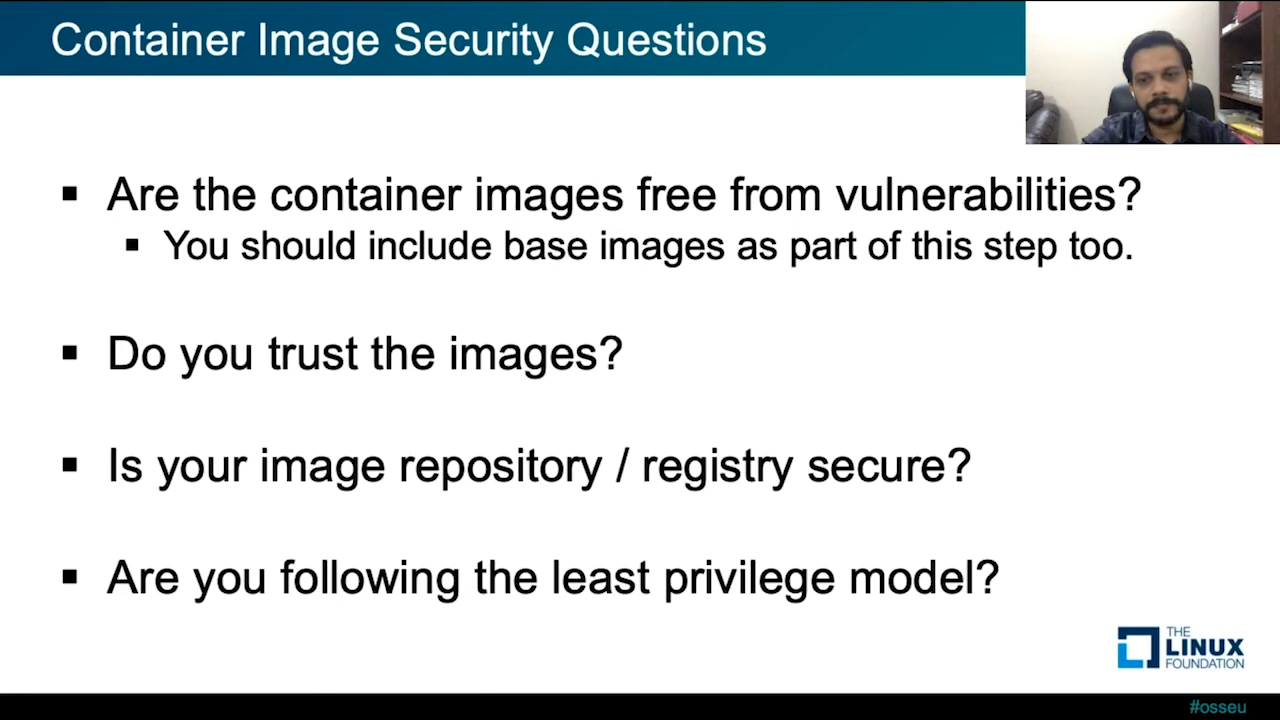 Container Image Security Questions
▪ Are the container images free from vulnerabilities?
▪ You should include base images as part of this step too.
▪ Do you trust the images?
▪ Is your image repository / registry secure?
▪ Are you following the least privilege model?
THE
LINUX
FOUNDATION
#osseu